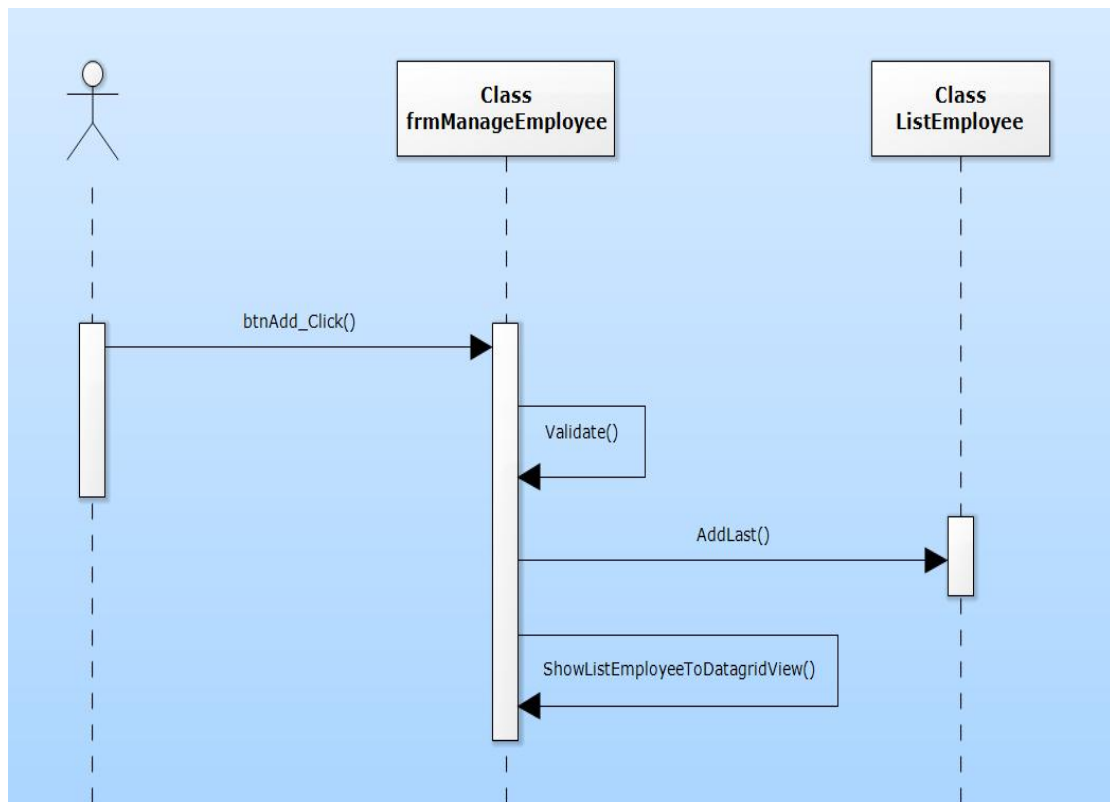 Class
frmManageEmployee
Class
ListEmployee
btnAdd_Click()
Validate()
AddLast()
ShowListEmployeeToDatagridView()